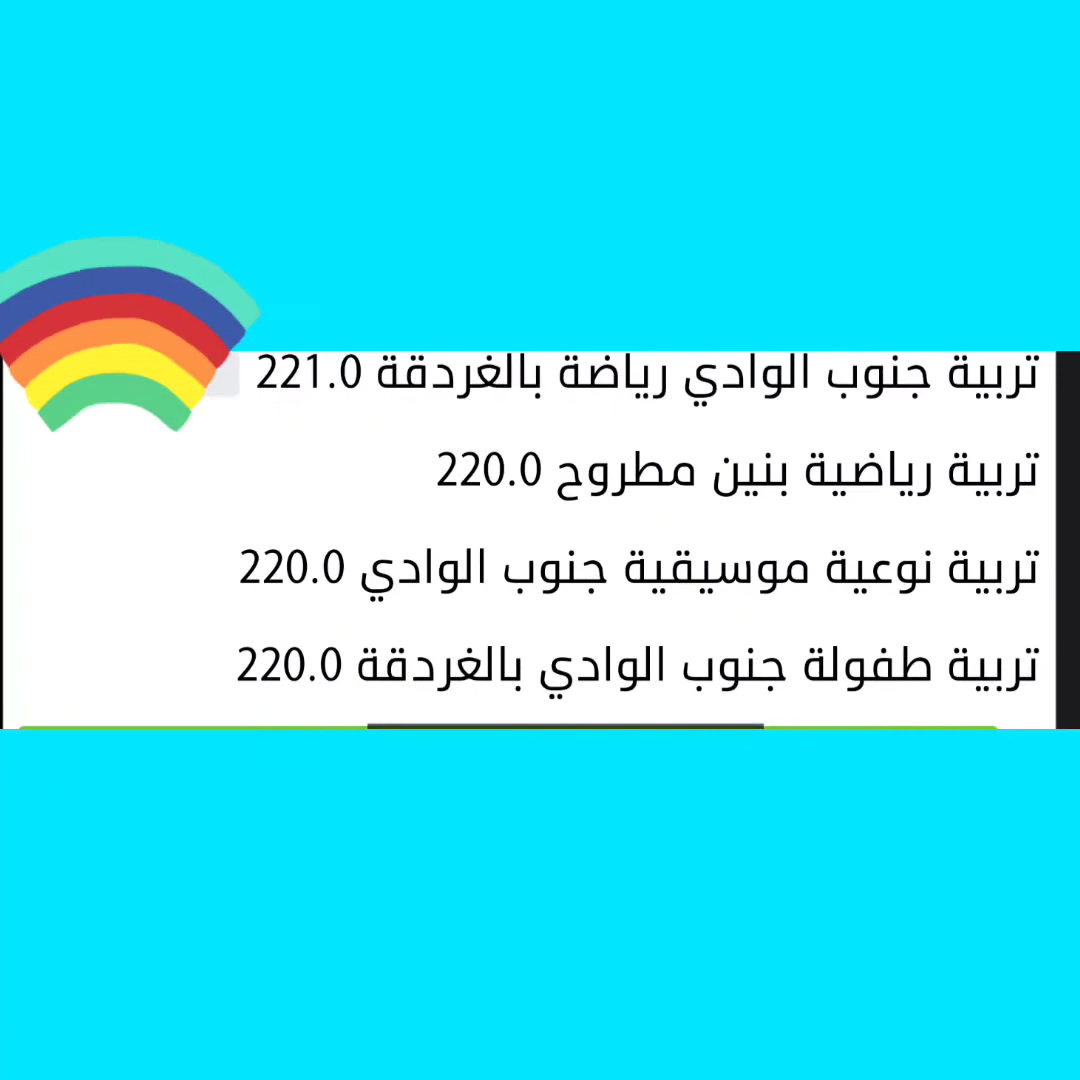 تربية جنوب الوادي رياضة بالغردقة 221.0
تربية رياضية بنين مطروح 220.0
تربية نوعية موسيقية جنوب الوادي 220.0
تربية طفولة جنوب الوادي بالغردقة 220.0